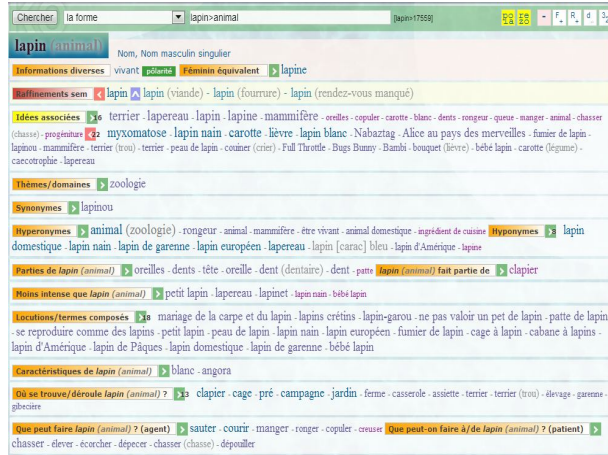 Chercher la forme lapin>animal [lapin>17559] po la re zo - F+ R+ d
lapin (animal) Nom, Nom masculin singulier
Informations diverses vivant pôlarité Féminin équivalent > lapine
Raffinements sem < lapin ^ lapin (viande) - lapin (fourrure) - lapin (rendez-vous manqué)
Idées associées >16 terrier - lapereau - lapin - lapine - mammifère - oreilles - copuler - carotte - blanc - dents - rongeur - queue - manger - animal - chasser
(chasse) - progéniture <22 myxomatose - lapin nain - carotte - lièvre - lapin blanc - Nabaztag - Alice au pays des merveilles - fumier de lapin -
lapinou - mammifère - terrier (trou) - terrier - peau de lapin - couiner (crier) - Full Throttle - Bugs Bunny - Bambi - bouquet (lièvre) - bébé lapin - carotte (légume) -
caecotrophie - lapereau
Thèmes/domaines > zoologie
Synonymes > lapinou
Hyperonymes > animal (zoologie) - rongeur - animal - mammifère - être vivant - animal domestique - ingrédient de cuisine Hyponymes >8 lapin
domestique - lapin nain - lapin de garenne - lapin européen - lapereau - lapin [carac] bleu - lapin d'Amérique - lapine
Parties de lapin (animal) > oreilles - dents - tête - oreille - dent (dentaire) - dent - patte lapin (animal) fait partie de > clapier
Moins intense que lapin (animal) > petit lapin - lapereau - lapinet - lapin nain - bébé lapin
Locutions/termes composés >18 mariage de la carpe et du lapin - lapins crétins - lapin-garou - ne pas valoir un pet de lapin - patte de lapin
- se reproduire comme des lapins - petit lapin - peau de lapin - lapin nain - lapin européen - fumier de lapin - cage à lapin - cabane à lapins -
lapin d'Amérique - lapin de Pâques - lapin domestique - lapin de garenne - bébé lapin
Caractéristiques de lapin (animal) > blanc - angora
Où se trouve/déroule lapin (animal) ? >13 clapier - cage - pré - campagne - jardin - ferme - casserole - assiette - terrier - terrier (trou) - élevage - garenne -
gibecière
Que peut faire lapin (animal) ? (agent) > sauter - courir - manger - ronger - copuler - creuser Que peut-on faire à/de lapin (animal) ? (patient) >
chasser - élever - écorcher - dépecer - chasser (chasse) - dépouiller